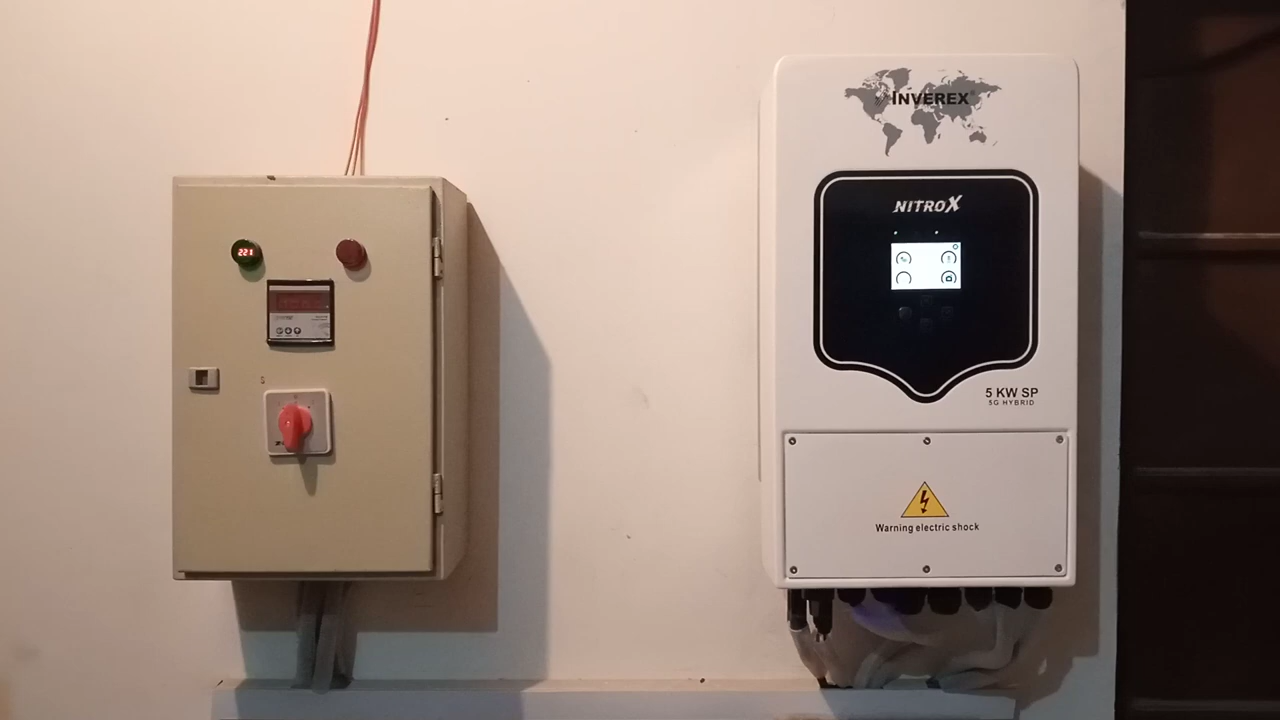 221
INVEREX
NITROX
5 KW SP
5G HYBRID
Warning electric shock